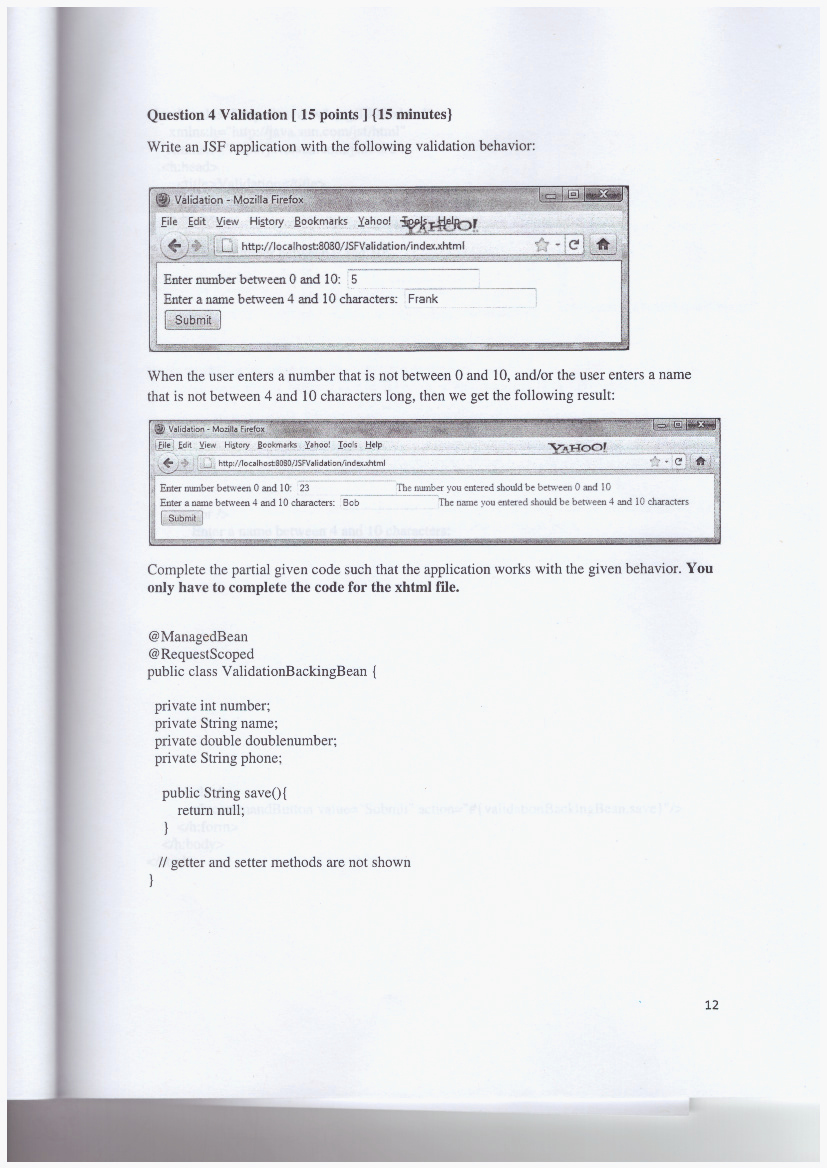 Question 4 Validation [ 15 points ] {15 minutes}
Write an JSF application with the following validation behavior:
Validation - Mozilla Firefox
File Edit View History Bookmarks Yahoo! Tools Help
YAHOO!
http://localhost:8080/JSFValidation/index.xhtml
Enter number between 0 and 10: 5
Enter a name between 4 and 10 characters: Frank
Submit
When the user enters a number that is not between 0 and 10, and/or the user enters a name
that is not between 4 and 10 characters long, then we get the following result:
Validation - Mozilla Firefox
File Edit View History Bookmarks Yahoo! Tools Help
YAHOO!
http://localhost:8080/JSFValidation/index.xhtml
Enter number between 0 and 10: 23 The number you entered should be between 0 and 10
Enter a name between 4 and 10 characters: Bob The name you entered should be between 4 and 10 characters
Submit
Complete the partial given code such that the application works with the given behavior. You
only have to complete the code for the xhtml file.
@ManagedBean
@RequestScoped
public class ValidationBackingBean {
private int number;
private String name;
private double doublenumber;
private String phone;
public String save(){
return null;
}
// getter and setter methods are not shown
}
12